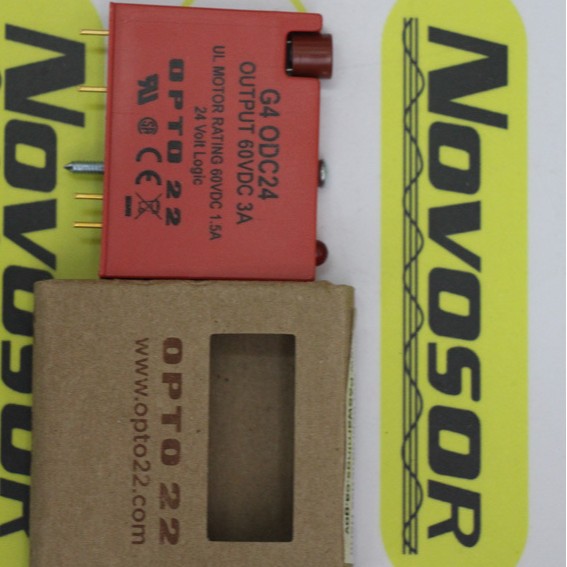 G4 ODC24
OUTPUT 60VDC 3A
UL MOTOR RATING 60VDC 1.5A
24 Volt Logic
OPTO 22
CE
OPTO 22
www.opto22.com
NOVOSOR
NOVOSOR